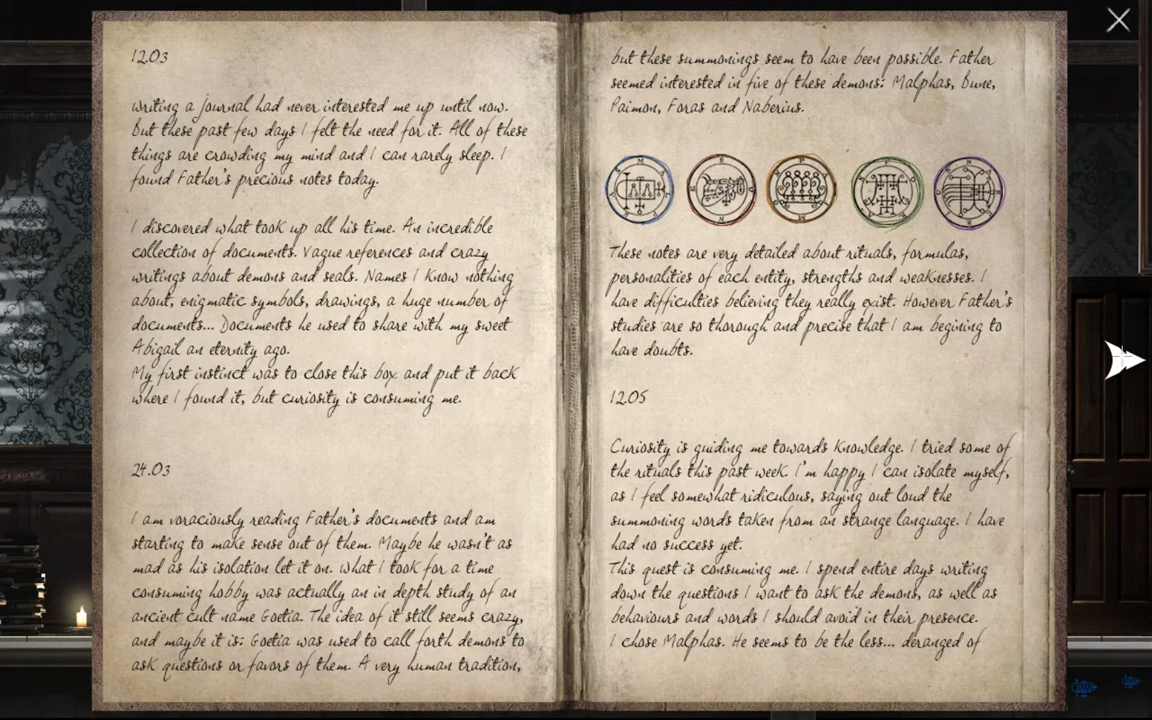 12.03
Writing a journal had never interested me up until now.
But these past few days I felt the need for it. All of these
things are crowding my mind and I can rarely sleep. I
found Father's precious notes today.
I discovered what took up all his time. An incredible
collection of documents. Vague references and crazy
writings about demons and seals. Names I know nothing
about, enigmatic symbols, drawings, a huge number of
documents... Documents he used to share with my sweet
Abigail an eternity ago.
My first instinct was to close this box and put it back
where I found it, but curiosity is consuming me.
24.03
I am voraciously reading Father's documents and am
starting to make sense out of them. Maybe he wasn't as
mad as his isolation let it on. What I took for a time
consuming hobby was actually an in depth study of an
ancient cult name Goetia. The idea of it still seems crazy,
and maybe it is: Goetia was used to call forth demons to
ask questions or favors of them. A very human tradition,
but these summonings seem to have been possible. Father
seemed interested in five of these demons: Malphas, Bune,
Paimon, Foras and Naberius.
These notes are very detailed about rituals, formulas,
personalities of each entity, strengths and weaknesses. I
have difficulties believing they really exist. However Father's
studies are so thorough and precise that I am begining to
have doubts.
12.05
Curiosity is guiding me towards knowledge. I tried some of
the rituals this past week. I'm happy I can isolate myself,
as I feel somewhat ridiculous, saying out loud the
summoning words taken from an strange language. I have
had no success yet.
This quest is consuming me. I spend entire days writing
down the questions I want to ask the demons, as well as
behaviours and words I should avoid in their presence.
I chose Malphas. He seems to be the less... deranged of